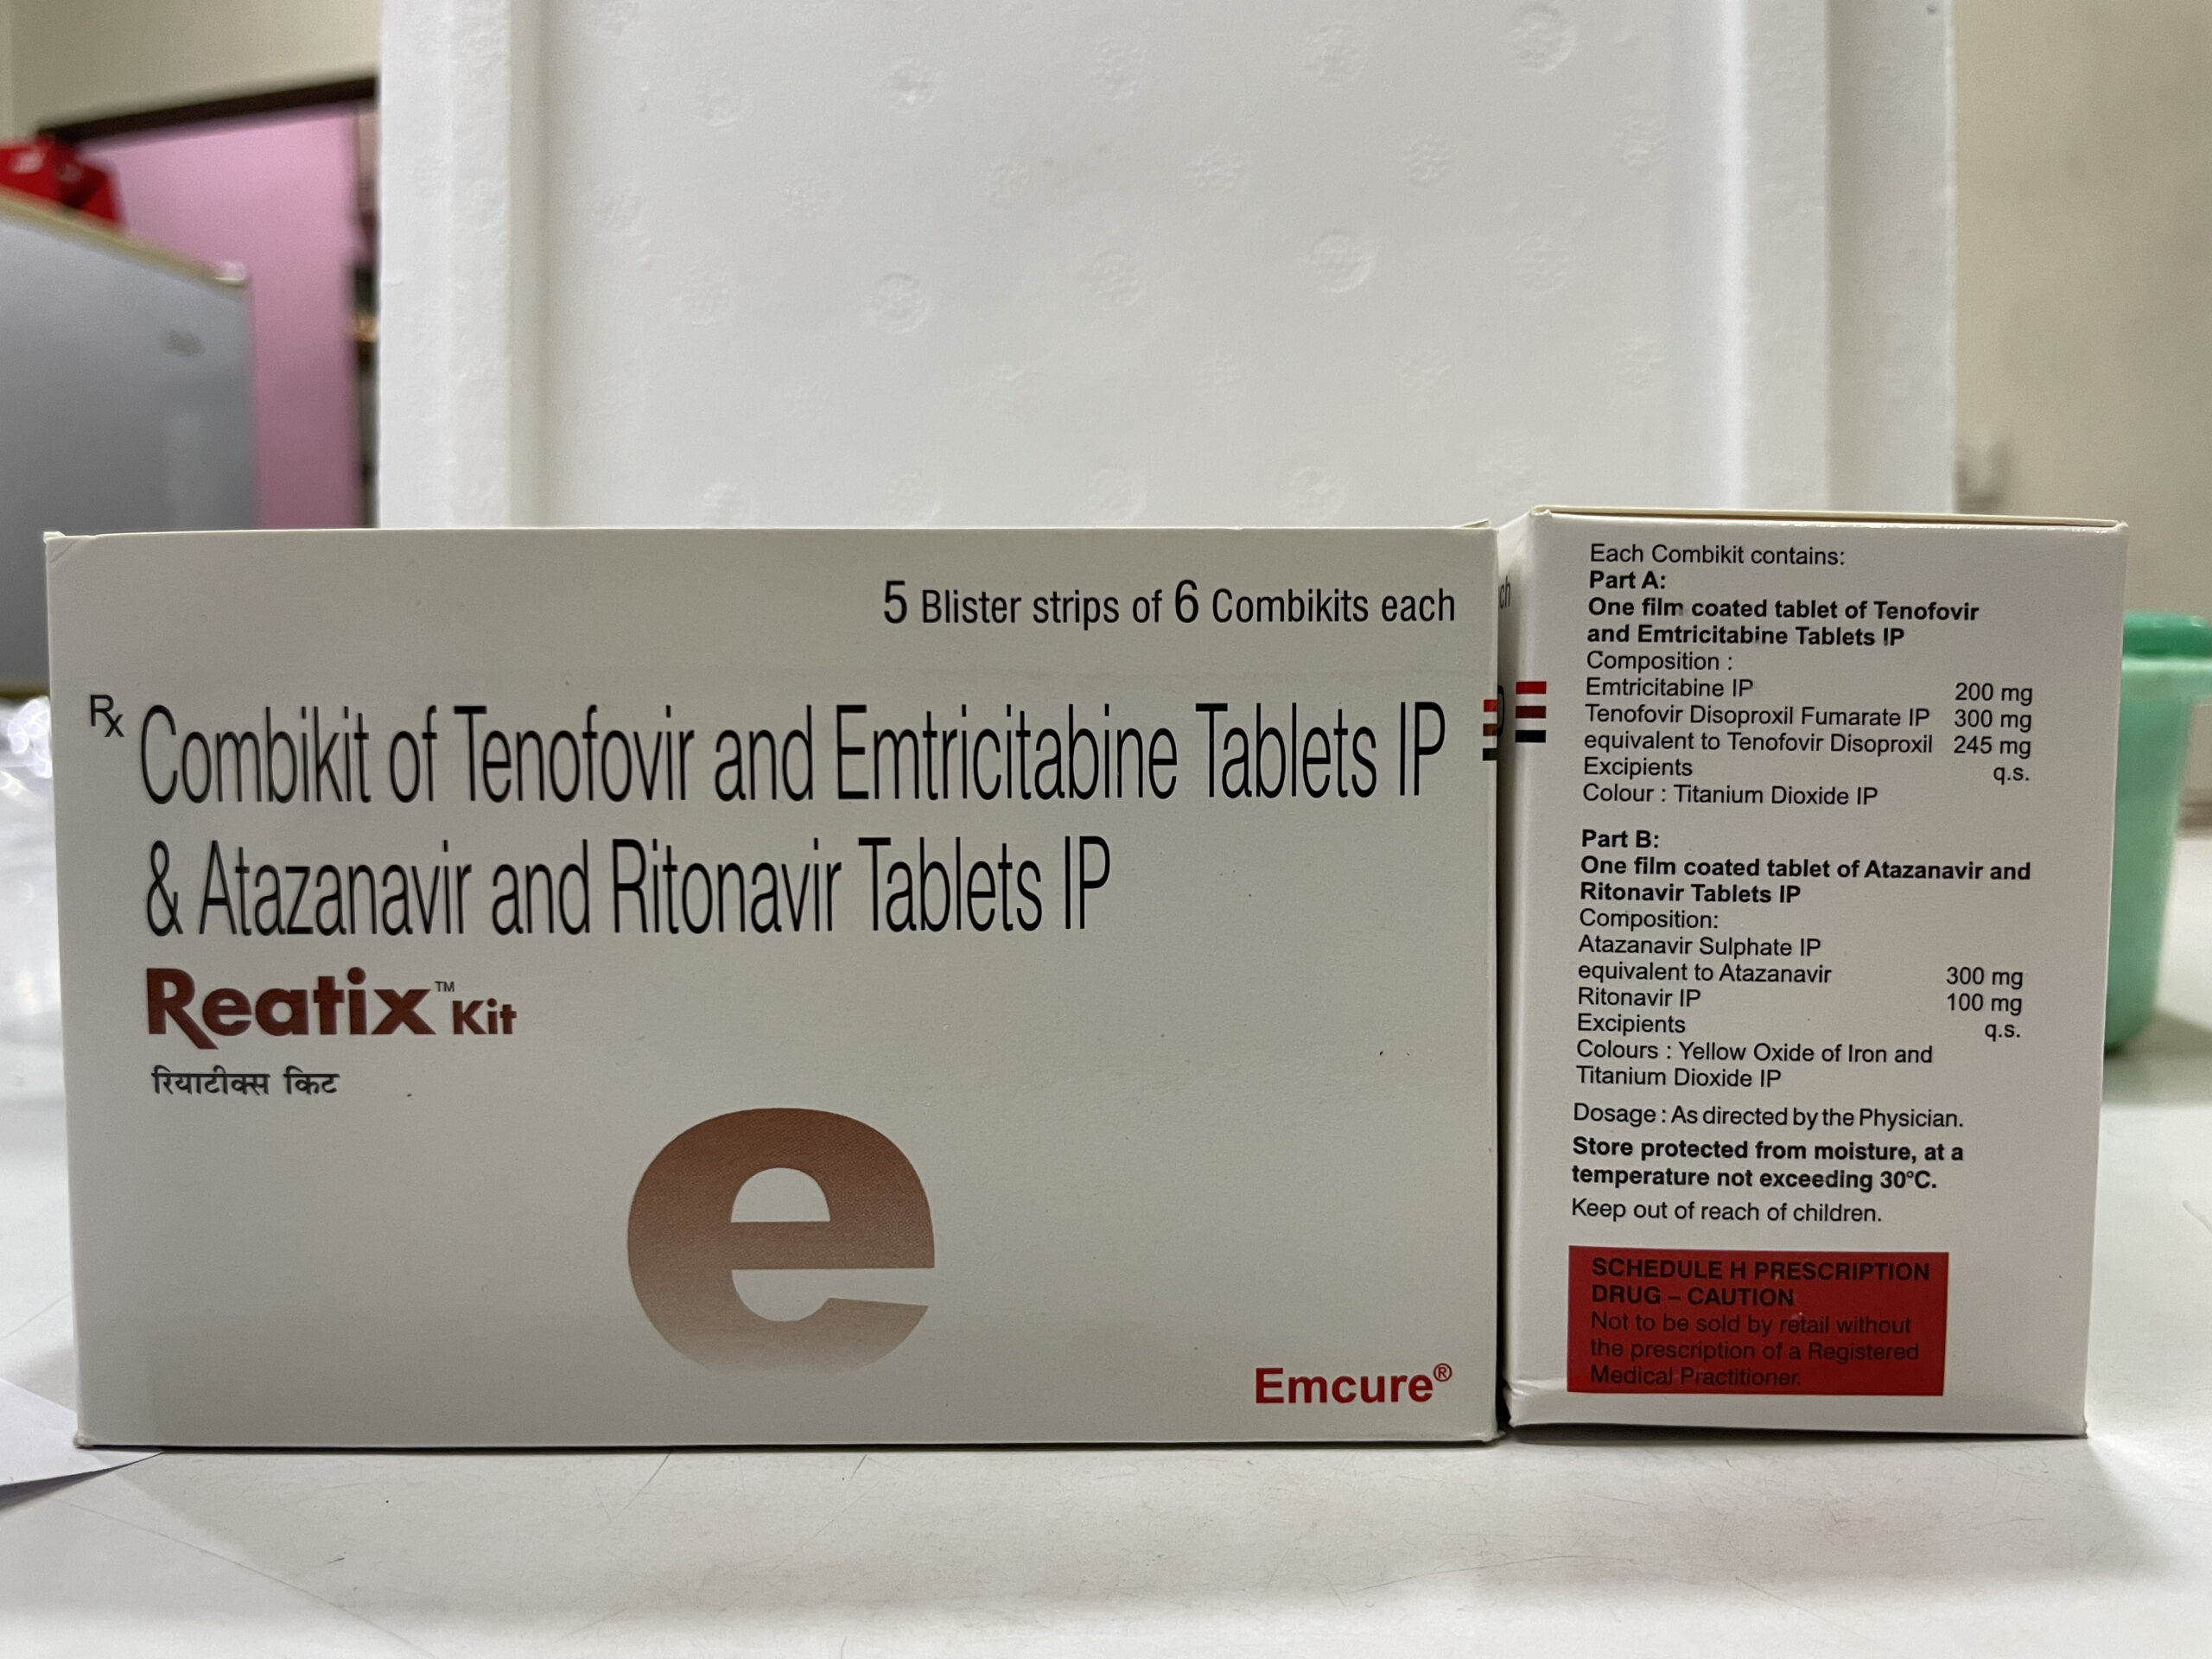 5 Blister strips of 6 Combikits each
Rx Combikit of Tenofovir and Emtricitabine Tablets IP
& Atazanavir and Ritonavir Tablets IP
Reatix™ Kit
रियाटीक्स किट
e
Emcure®
Each Combikit contains:
Part A:
One film coated tablet of Tenofovir
and Emtricitabine Tablets IP
Composition :
Emtricitabine IP 200 mg
Tenofovir Disoproxil Fumarate IP 300 mg
equivalent to Tenofovir Disoproxil 245 mg
Excipients q.s.
Colour : Titanium Dioxide IP
Part B:
One film coated tablet of Atazanavir and
Ritonavir Tablets IP
Composition:
Atazanavir Sulphate IP
equivalent to Atazanavir 300 mg
Ritonavir IP 100 mg
Excipients q.s.
Colours : Yellow Oxide of Iron and
Titanium Dioxide IP
Dosage : As directed by the Physician.
Store protected from moisture, at a
temperature not exceeding 30°C.
Keep out of reach of children.
SCHEDULE H PRESCRIPTION
DRUG – CAUTION
Not to be sold by retail without
the prescription of a Registered
Medical Practitioner.